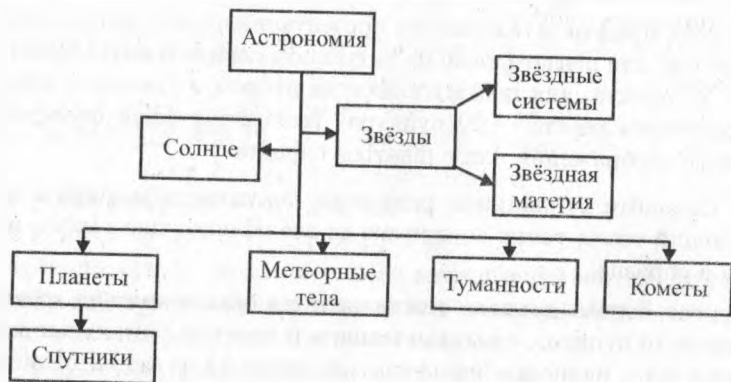 Астрономия
Звёздные
системы
Звёзды
Солнце
Звёздная
материя
Планеты
Метеорные
тела
Туманности
Кометы
Спутники